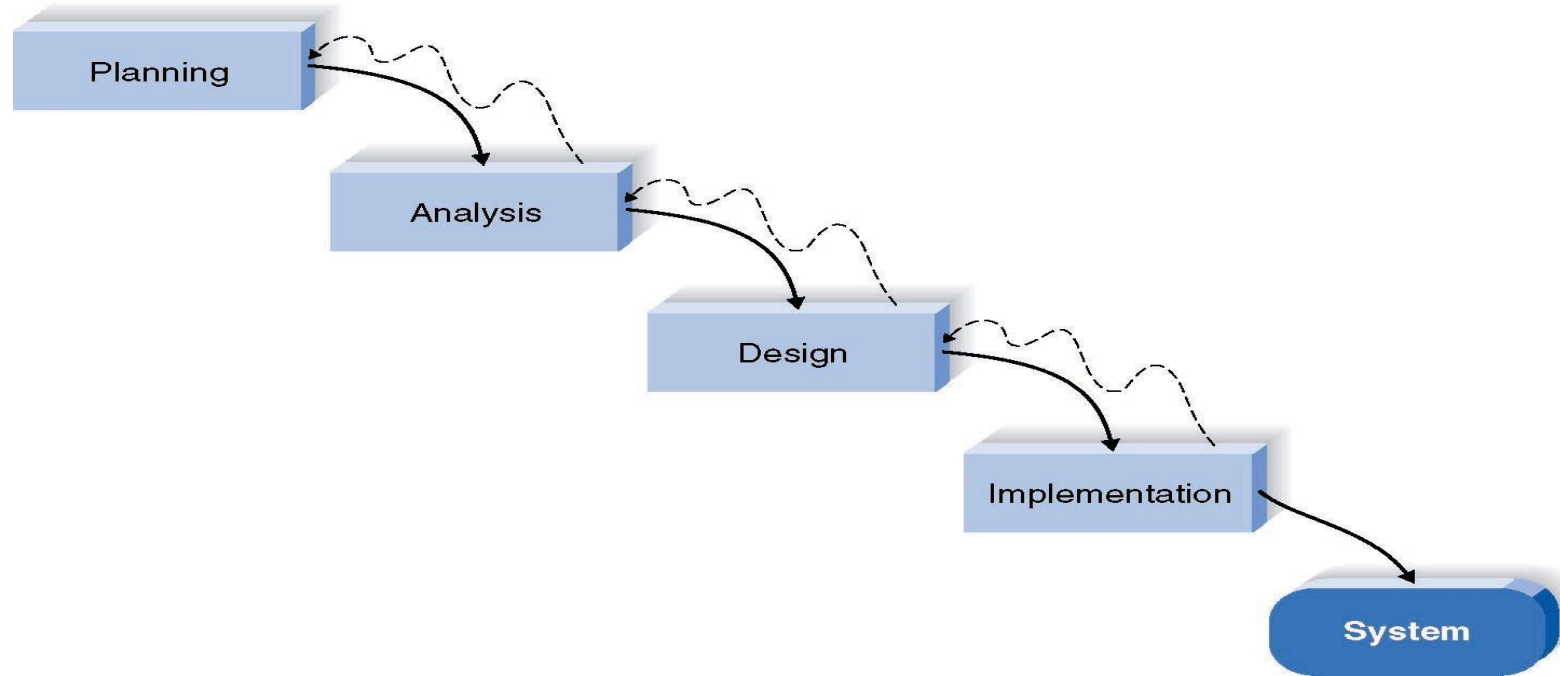 Planning
Analysis
Design
Implementation
System